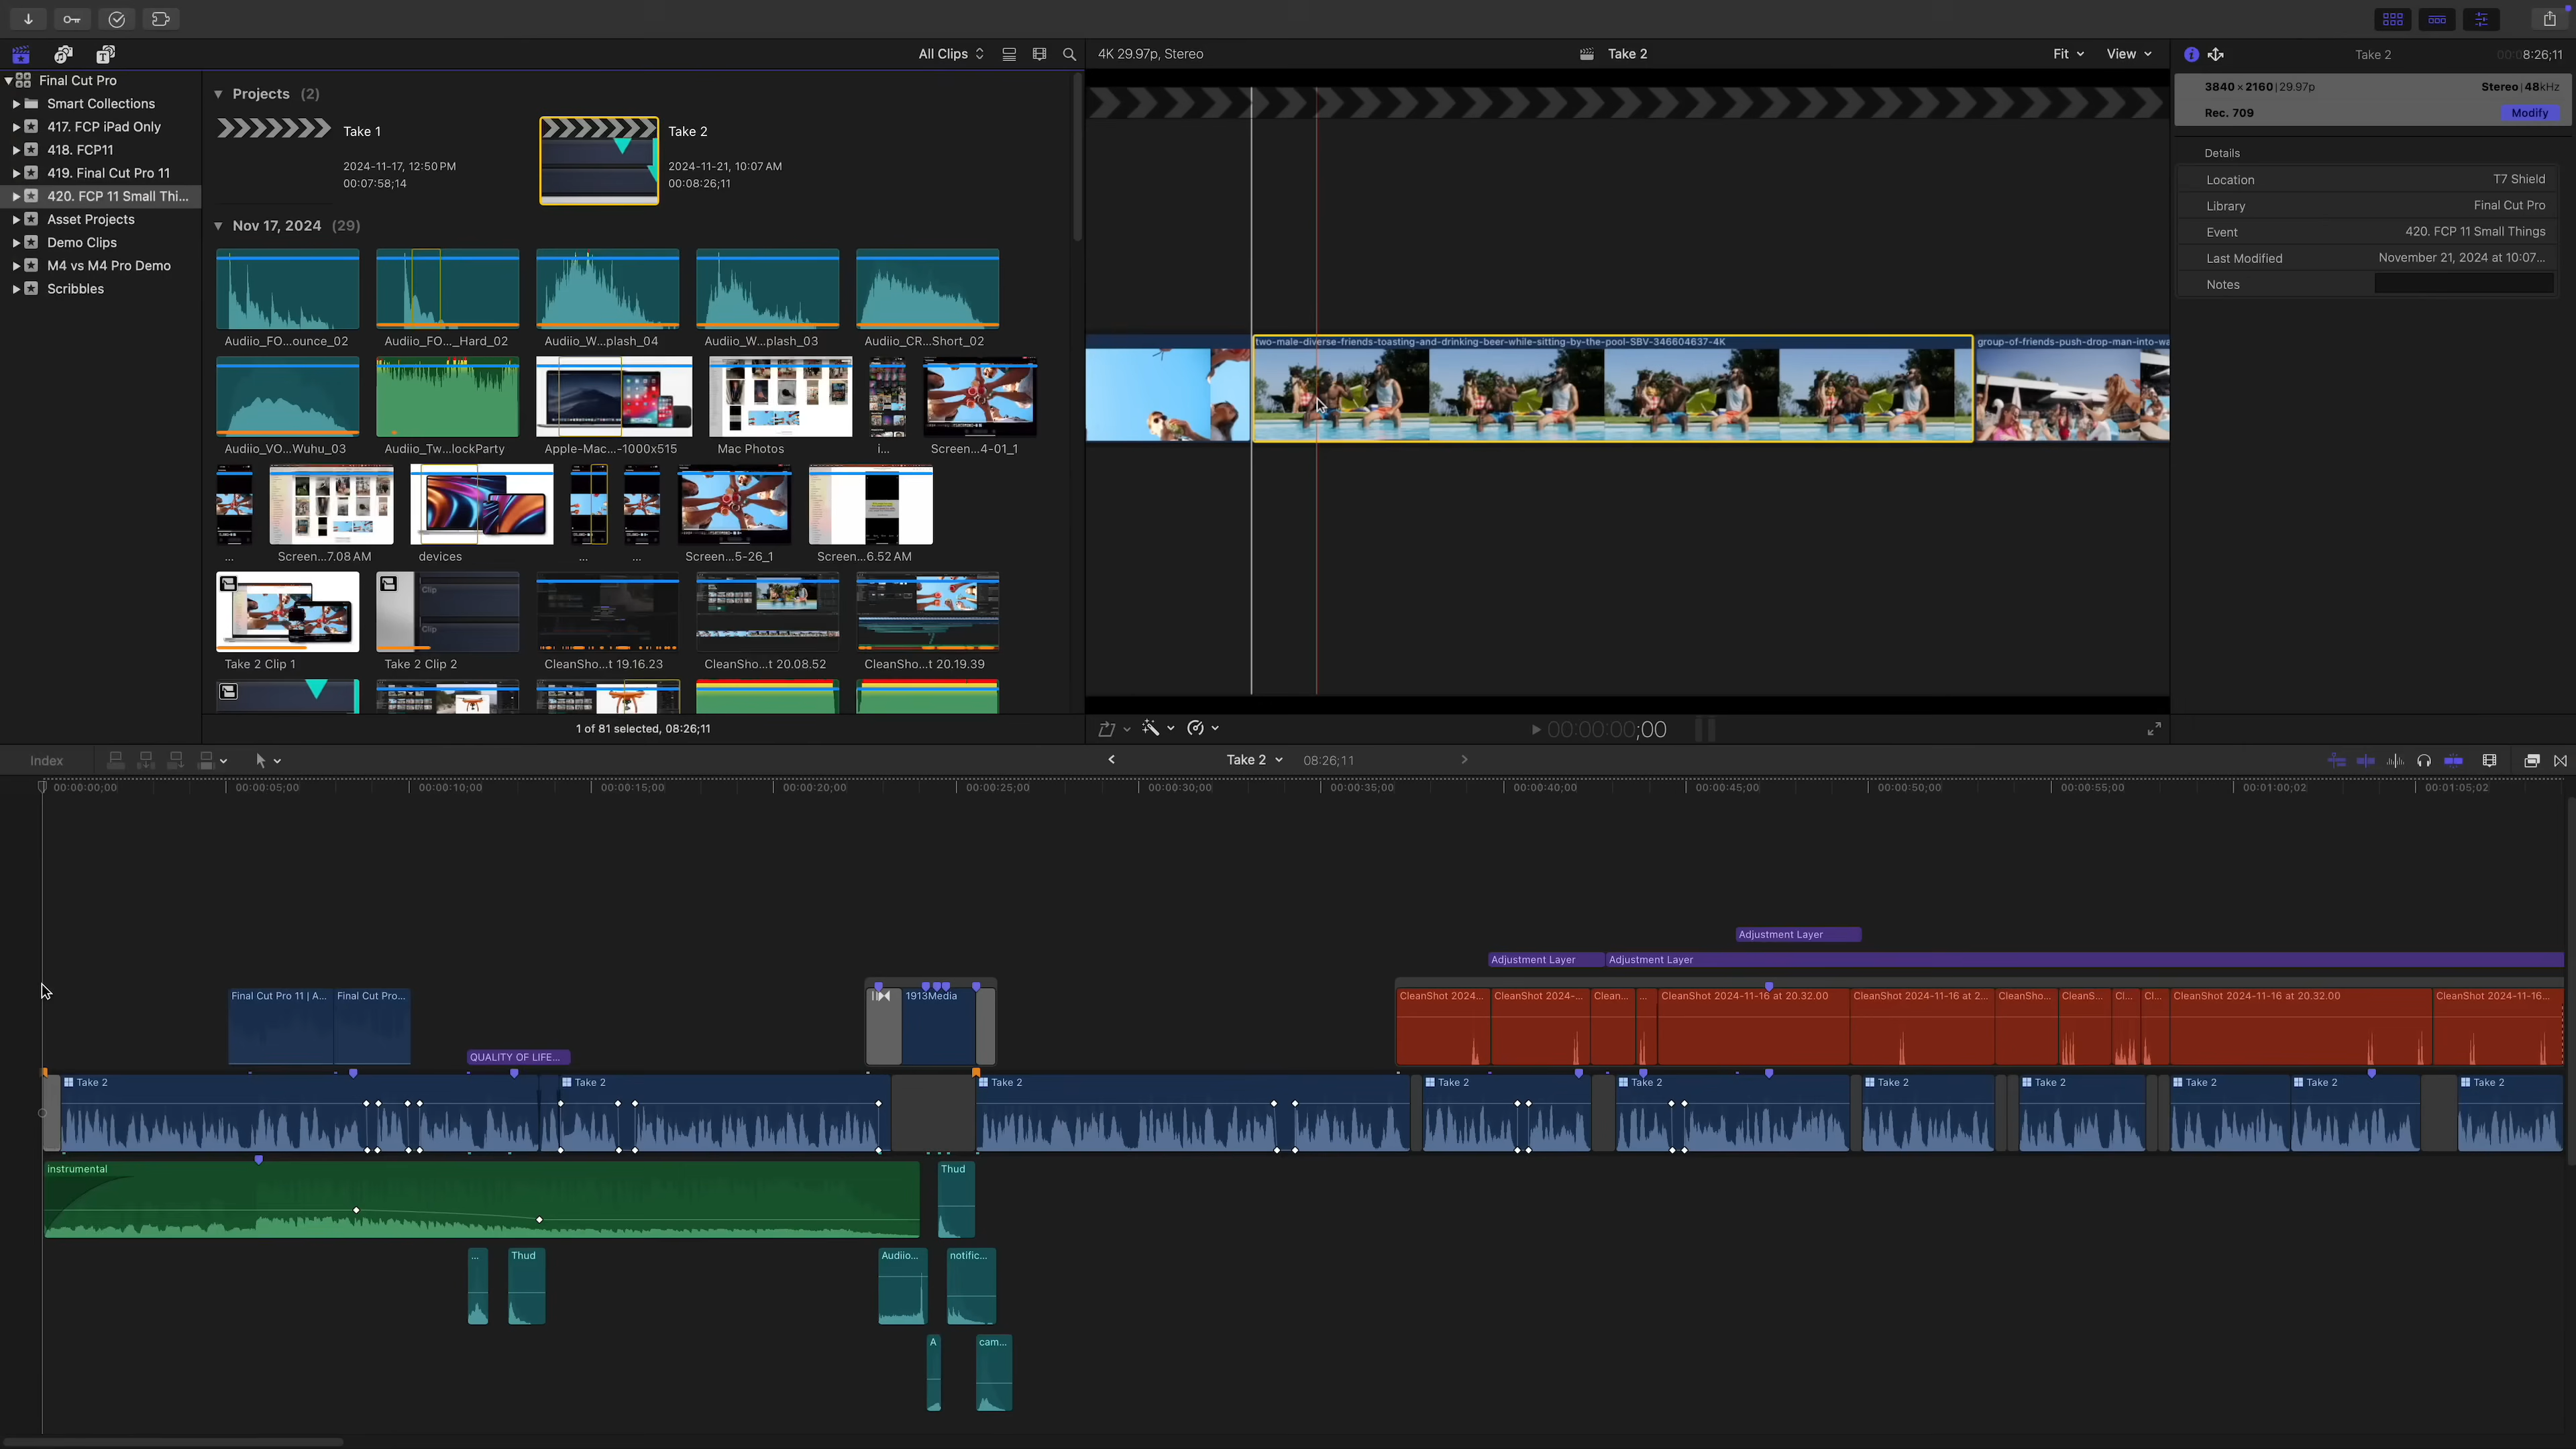 All Clips
4K 29.97p, Stereo
Take 2
Fit
View
Take 2
00:08:26;11
Final Cut Pro
Smart Collections
417. FCP iPad Only
418. FCP11
419. Final Cut Pro 11
420. FCP 11 Small Thi...
Asset Projects
Demo Clips
M4 vs M4 Pro Demo
Scribbles
Projects (2)
Take 1
2024-11-17, 12:50 PM
00:07:58;14
Take 2
2024-11-21, 10:07 AM
00:08:26;11
Nov 17, 2024 (29)
Audiio_FO...ounce_02
Audiio_FO..._Hard_02
Audiio_W...plash_04
Audiio_W...plash_03
Audiio_CR...Short_02
Audiio_VO...Wuhu_03
Audiio_Tw...lockParty
Apple-Mac...-1000x515
Mac Photos
i...
Screen...4-01_1
...
Screen...7.08 AM
devices
...
...
Screen...5-26_1
Screen...6.52 AM
Clip
Clip
Take 2 Clip 1
Take 2 Clip 2
CleanSho...t 19.16.23
CleanSho...t 20.08.52
CleanSho...t 20.19.39
1 of 81 selected, 08:26;11
two-male-diverse-friends-toasting-and-drinking-beer-while-sitting-by-the-pool-SBV-346604637-4K
group-of-friends-push-drop-man-into-wa
00:00:00;00
3840 × 2160 | 29.97p
Stereo | 48kHz
Rec. 709
Modify
Details
Location
T7 Shield
Library
Final Cut Pro
Event
420. FCP 11 Small Things
Last Modified
November 21, 2024 at 10:07...
Notes
Index
Take 2
08:26;11
00:00:00;00
00:00:05;00
00:00:10;00
00:00:15;00
00:00:20;00
00:00:25;00
00:00:30;00
00:00:35;00
00:00:40;00
00:00:45;00
00:00:50;00
00:00:55;00
00:01:00;02
00:01:05;02
Adjustment Layer
Adjustment Layer
Adjustment Layer
Final Cut Pro 11 | A...
Final Cut Pro...
1913Media
CleanShot 2024...
CleanShot 2024-...
Clean...
...
CleanShot 2024-11-16 at 20.32.00
CleanShot 2024-11-16 at 2...
CleanSho...
CleanS...
Cl...
Cl...
CleanShot 2024-11-16 at 20.32.00
CleanShot 2024-11-16...
QUALITY OF LIFE...
Take 2
Take 2
Take 2
Take 2
Take 2
Take 2
Take 2
Take 2
Take 2
Take 2
instrumental
Thud
...
Thud
Audiio...
notific...
A
cam...